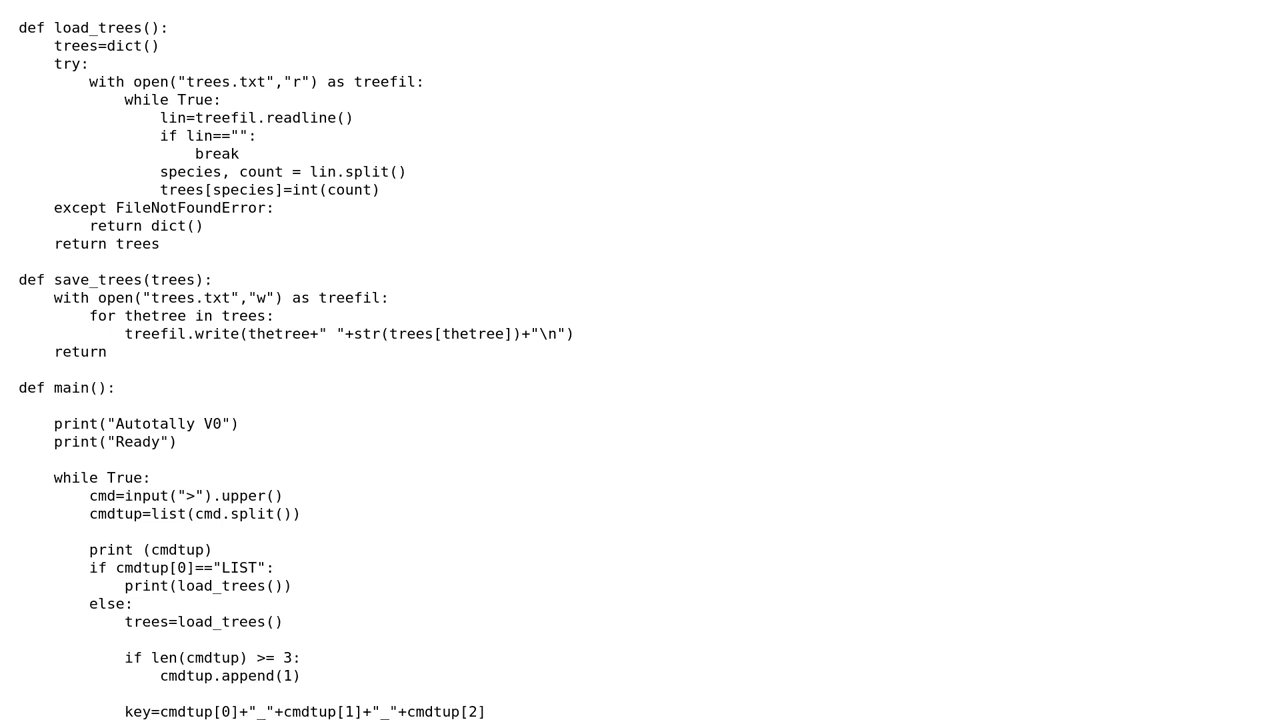 def load_trees():
    trees=dict()
    try:
        with open("trees.txt","r") as treefil:
            while True:
                lin=treefil.readline()
                if lin=="":
                    break
                species, count = lin.split()
                trees[species]=int(count)
    except FileNotFoundError:
        return dict()
    return trees

def save_trees(trees):
    with open("trees.txt","w") as treefil:
        for thetree in trees:
            treefil.write(thetree+" "+str(trees[thetree])+"\n")
    return

def main():

    print("Autotally V0")
    print("Ready")

    while True:
        cmd=input(">").upper()
        cmdtup=list(cmd.split())

        print (cmdtup)
        if cmdtup[0]=="LIST":
            print(load_trees())
        else:
            trees=load_trees()

            if len(cmdtup) >= 3:
                cmdtup.append(1)

            key=cmdtup[0]+"_"+cmdtup[1]+"_"+cmdtup[2]